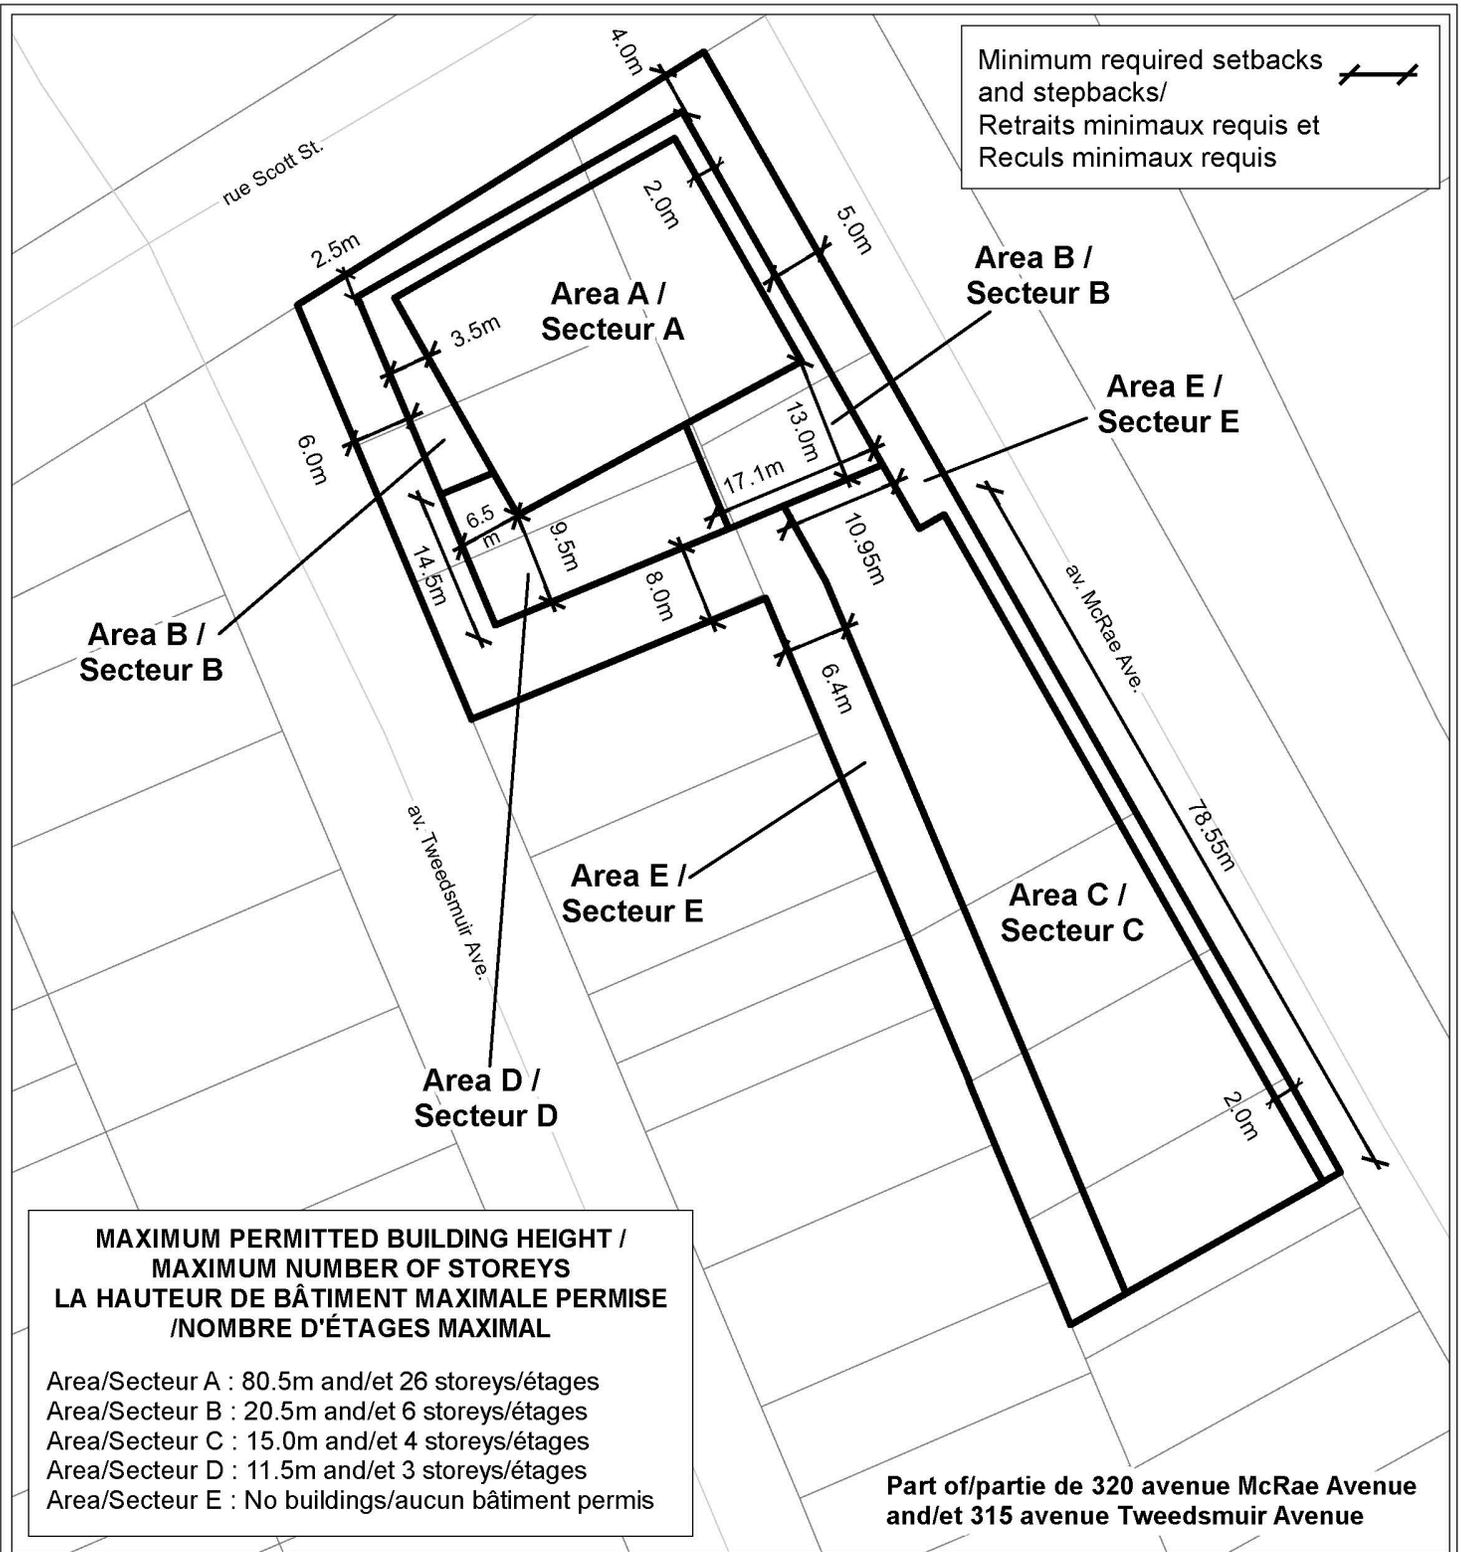 Minimum required setbacks
and stepbacks/
Retraits minimaux requis et
Reculs minimaux requis
4.0m
rue Scott St.
2.5m
2.0m
5.0m
Area B /
Secteur B
Area A /
Secteur A
3.5m
Area E /
Secteur E
13.0m
6.0m
17.1m
6.5
m
9.5m
10.95m
14.5m
8.0m
av. McRae Ave.
Area B /
Secteur B
6.4m
78.55m
av. Tweedsmuir Ave.
Area E /
Secteur E
Area C /
Secteur C
Area D /
Secteur D
2.0m
MAXIMUM PERMITTED BUILDING HEIGHT /
MAXIMUM NUMBER OF STOREYS
LA HAUTEUR DE BÂTIMENT MAXIMALE PERMISE
/NOMBRE D'ÉTAGES MAXIMAL
Area/Secteur A : 80.5m and/et 26 storeys/étages
Area/Secteur B : 20.5m and/et 6 storeys/étages
Area/Secteur C : 15.0m and/et 4 storeys/étages
Area/Secteur D : 11.5m and/et 3 storeys/étages
Area/Secteur E : No buildings/aucun bâtiment permis
Part of/partie de 320 avenue McRae Avenue
and/et 315 avenue Tweedsmuir Avenue